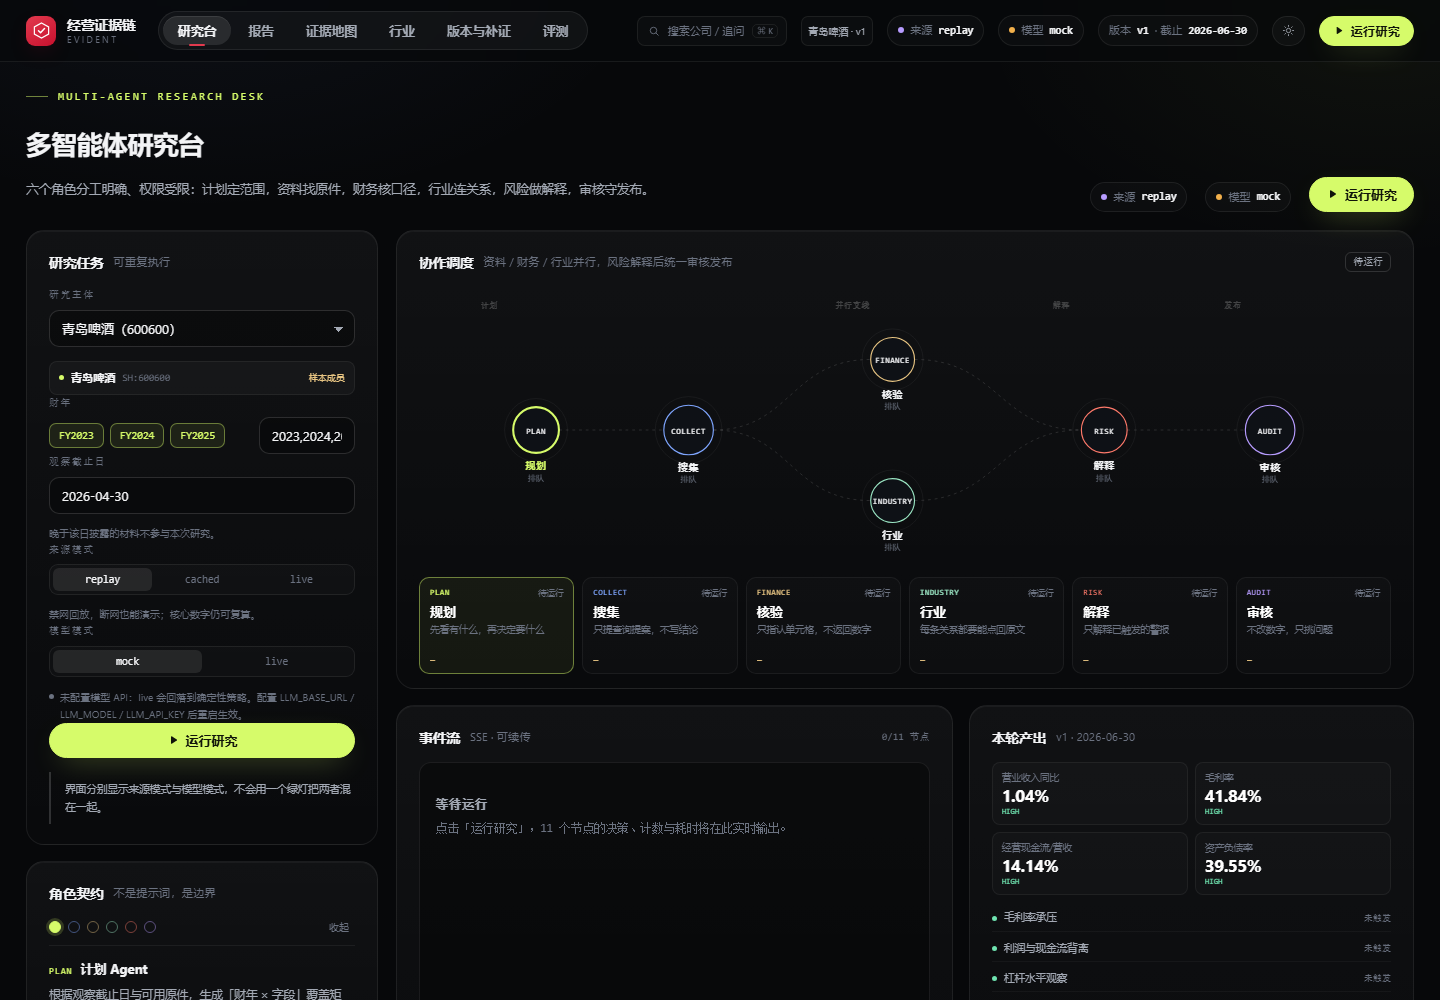 经营证据链
EVIDENT
研究台 报告 证据地图 行业 版本与补证 评测
搜索公司 / 追问 ⌘ K
青岛啤酒 · v1
来源 replay
模型 mock
版本 v1 · 截止 2026-06-30
运行研究
MULTI-AGENT RESEARCH DESK
多智能体研究台
六个角色分工明确、权限受限：计划定范围，资料找原件，财务核口径，行业连关系，风险做解释，审核守发布。
来源 replay
模型 mock
运行研究
研究任务 可重复执行
研究主体
青岛啤酒（600600）
青岛啤酒 SH:600600 样本成员
财年
FY2023 FY2024 FY2025 2023,2024,2(
观察截止日
2026-04-30
晚于该日披露的材料不参与本次研究。
来源模式
replay cached live
禁网回放，断网也能演示；核心数字仍可复算。
模型模式
mock live
未配置模型 API：live 会回落到确定性策略。配置 LLM_BASE_URL /
LLM_MODEL / LLM_API_KEY 后重启生效。
运行研究
界面分别显示来源模式与模型模式，不会用一个绿灯把两者混
在一起。
角色契约 不是提示词，是边界
收起
PLAN 计划 Agent
根据观察截止日与可用原件，生成「财年 × 字段」覆盖矩
协作调度 资料 / 财务 / 行业并行，风险解释后统一审核发布
待运行
计划 并行支线 解释 发布
FINANCE
核验
排队
PLAN
规划
排队
COLLECT
搜集
排队
RISK
解释
排队
AUDIT
审核
排队
INDUSTRY
行业
排队
PLAN 待运行
规划
先看有什么，再决定要什么
–
COLLECT 待运行
搜集
只提查询提案，不写结论
–
FINANCE 待运行
核验
只指认单元格，不返回数字
–
INDUSTRY 待运行
行业
每条关系都要能点回原文
–
RISK 待运行
解释
只解释已触发的警报
–
AUDIT 待运行
审核
不改数字，只挑问题
–
事件流 SSE · 可续传
0/11 节点
等待运行
点击「运行研究」，11 个节点的决策、计数与耗时将在此实时输出。
本轮产出 v1 · 2026-06-30
营业收入同比
1.04%
HIGH
毛利率
41.84%
HIGH
经营现金流/营收
14.14%
HIGH
资产负债率
39.55%
HIGH
毛利率承压 未触发
利润与现金流背离 未触发
杠杆水平观察 未触发